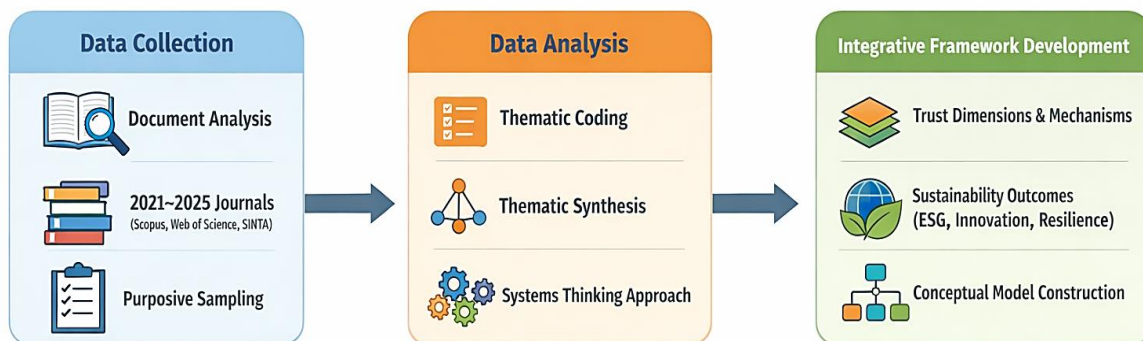 Data Collection
Document Analysis
2021~2025 Journals
(Scopus, Web of Science, SINTA)
Purposive Sampling
Data Analysis
Thematic Coding
Thematic Synthesis
Systems Thinking Approach
Integrative Framework Development
Trust Dimensions & Mechanisms
Sustainability Outcomes
(ESG, Innovation, Resilience)
Conceptual Model Construction